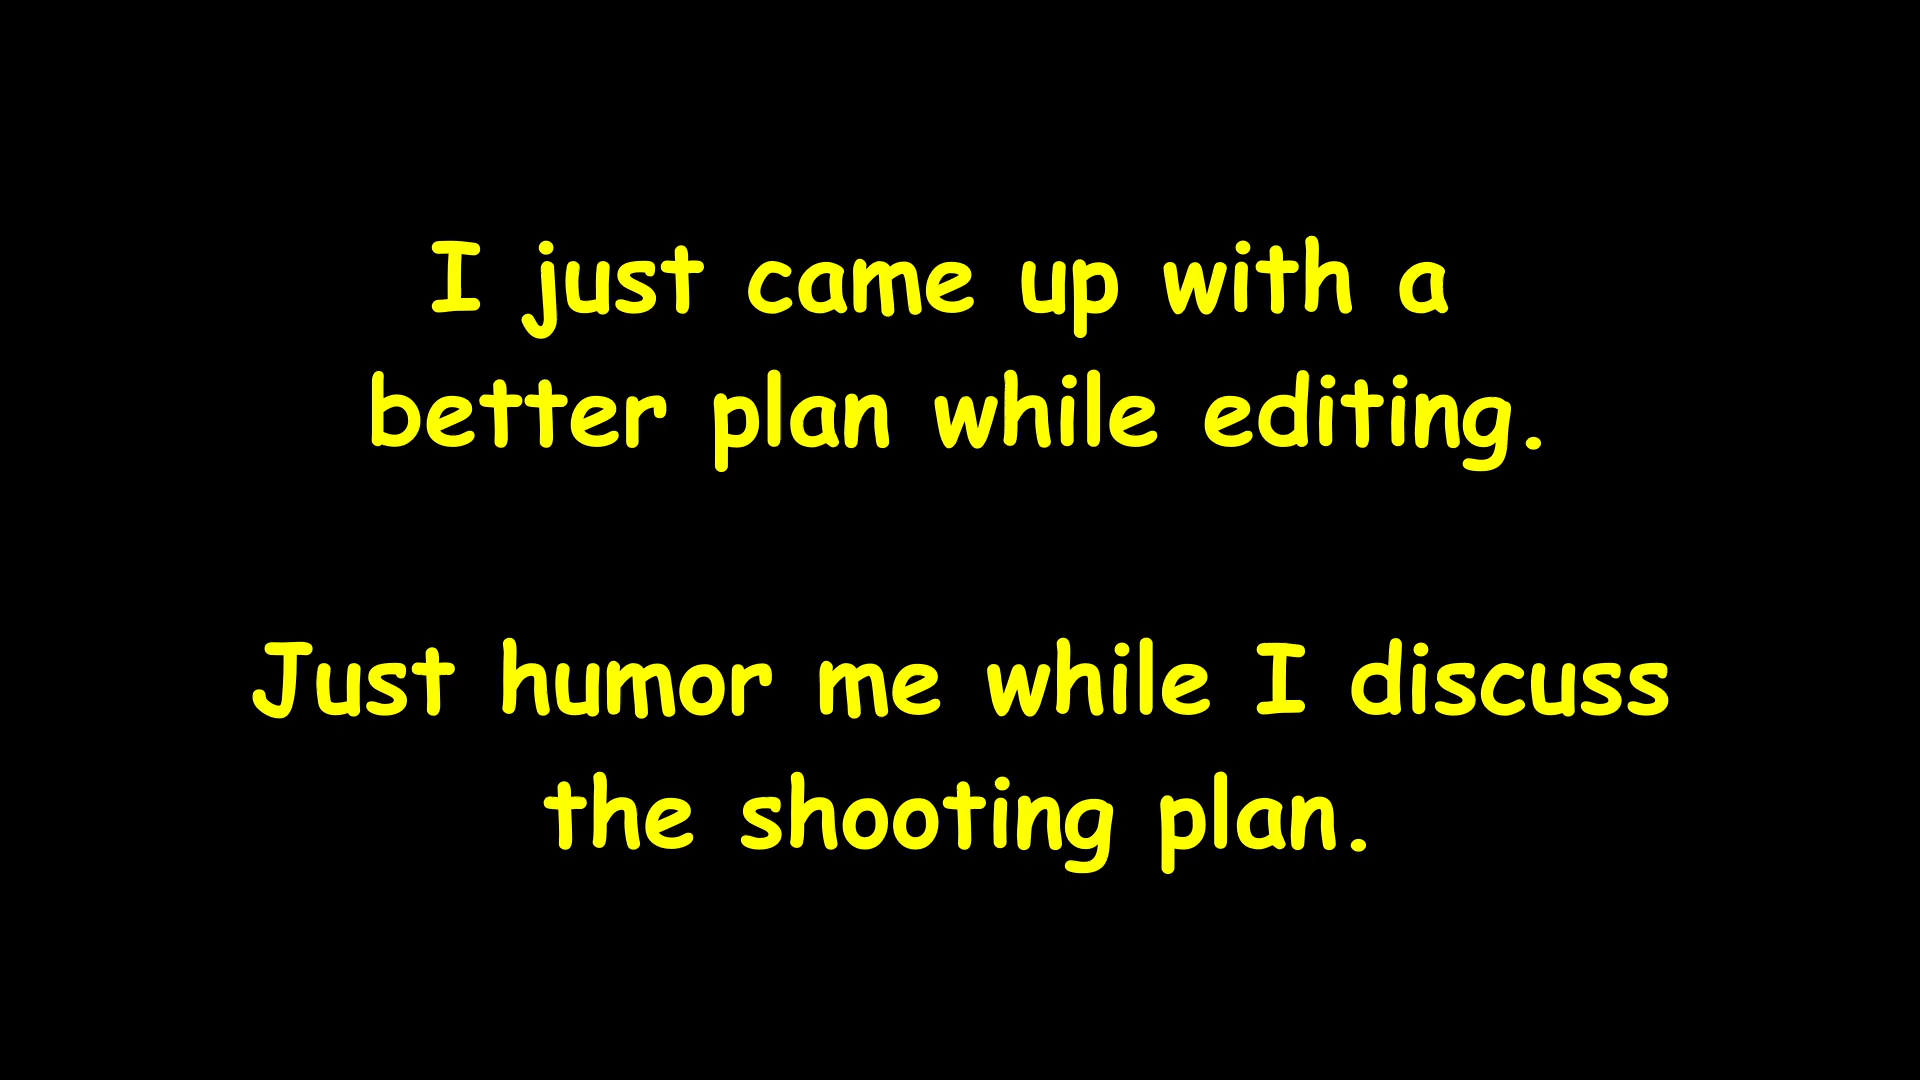 I just came up with a
better plan while editing.
Just humor me while I discuss
the shooting plan.